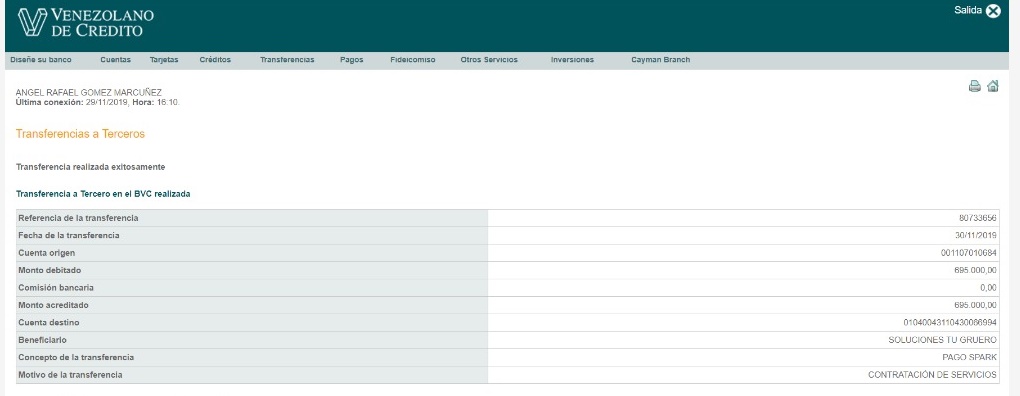 VENEZOLANO
DE CREDITO
Salida
Diseñe su banco Cuentas Tarjetas Créditos Transferencias Pagos Fideicomiso Otros Servicios Inversiones Cayman Branch
ANGEL RAFAEL GOMEZ MARCUÑEZ
Última conexión: 29/11/2019, Hora: 16:10.
Transferencias a Terceros
Transferencia realizada exitosamente
Transferencia a Tercero en el BVC realizada
Referencia de la transferencia 80733656
Fecha de la transferencia 30/11/2019
Cuenta origen 001107010684
Monto debitado 695.000,00
Comisión bancaria 0,00
Monto acreditado 695.000,00
Cuenta destino 01040043110430066994
Beneficiario SOLUCIONES TU GRUERO
Concepto de la transferencia PAGO SPARK
Motivo de la transferencia CONTRATACIÓN DE SERVICIOS